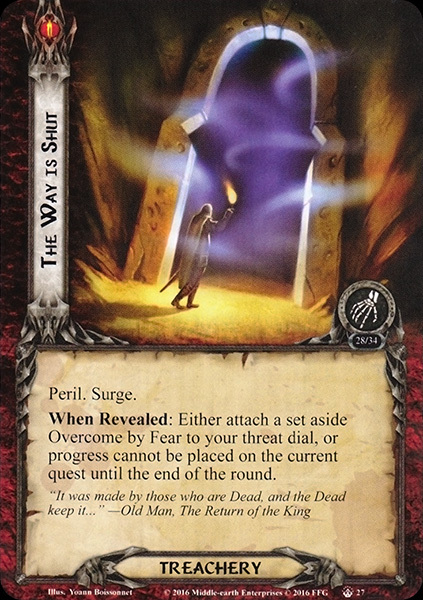 THE WAY IS SHUT
28/34
Peril. Surge.
When Revealed: Either attach a set aside
Overcome by Fear to your threat dial, or
progress cannot be placed on the current
quest until the end of the round.
"It was made by those who are Dead, and the Dead
keep it..." —Old Man, The Return of the King
TREACHERY
Illus. Yoann Boissonnet © 2016 Middle-earth Enterprises © 2016 FFG 27